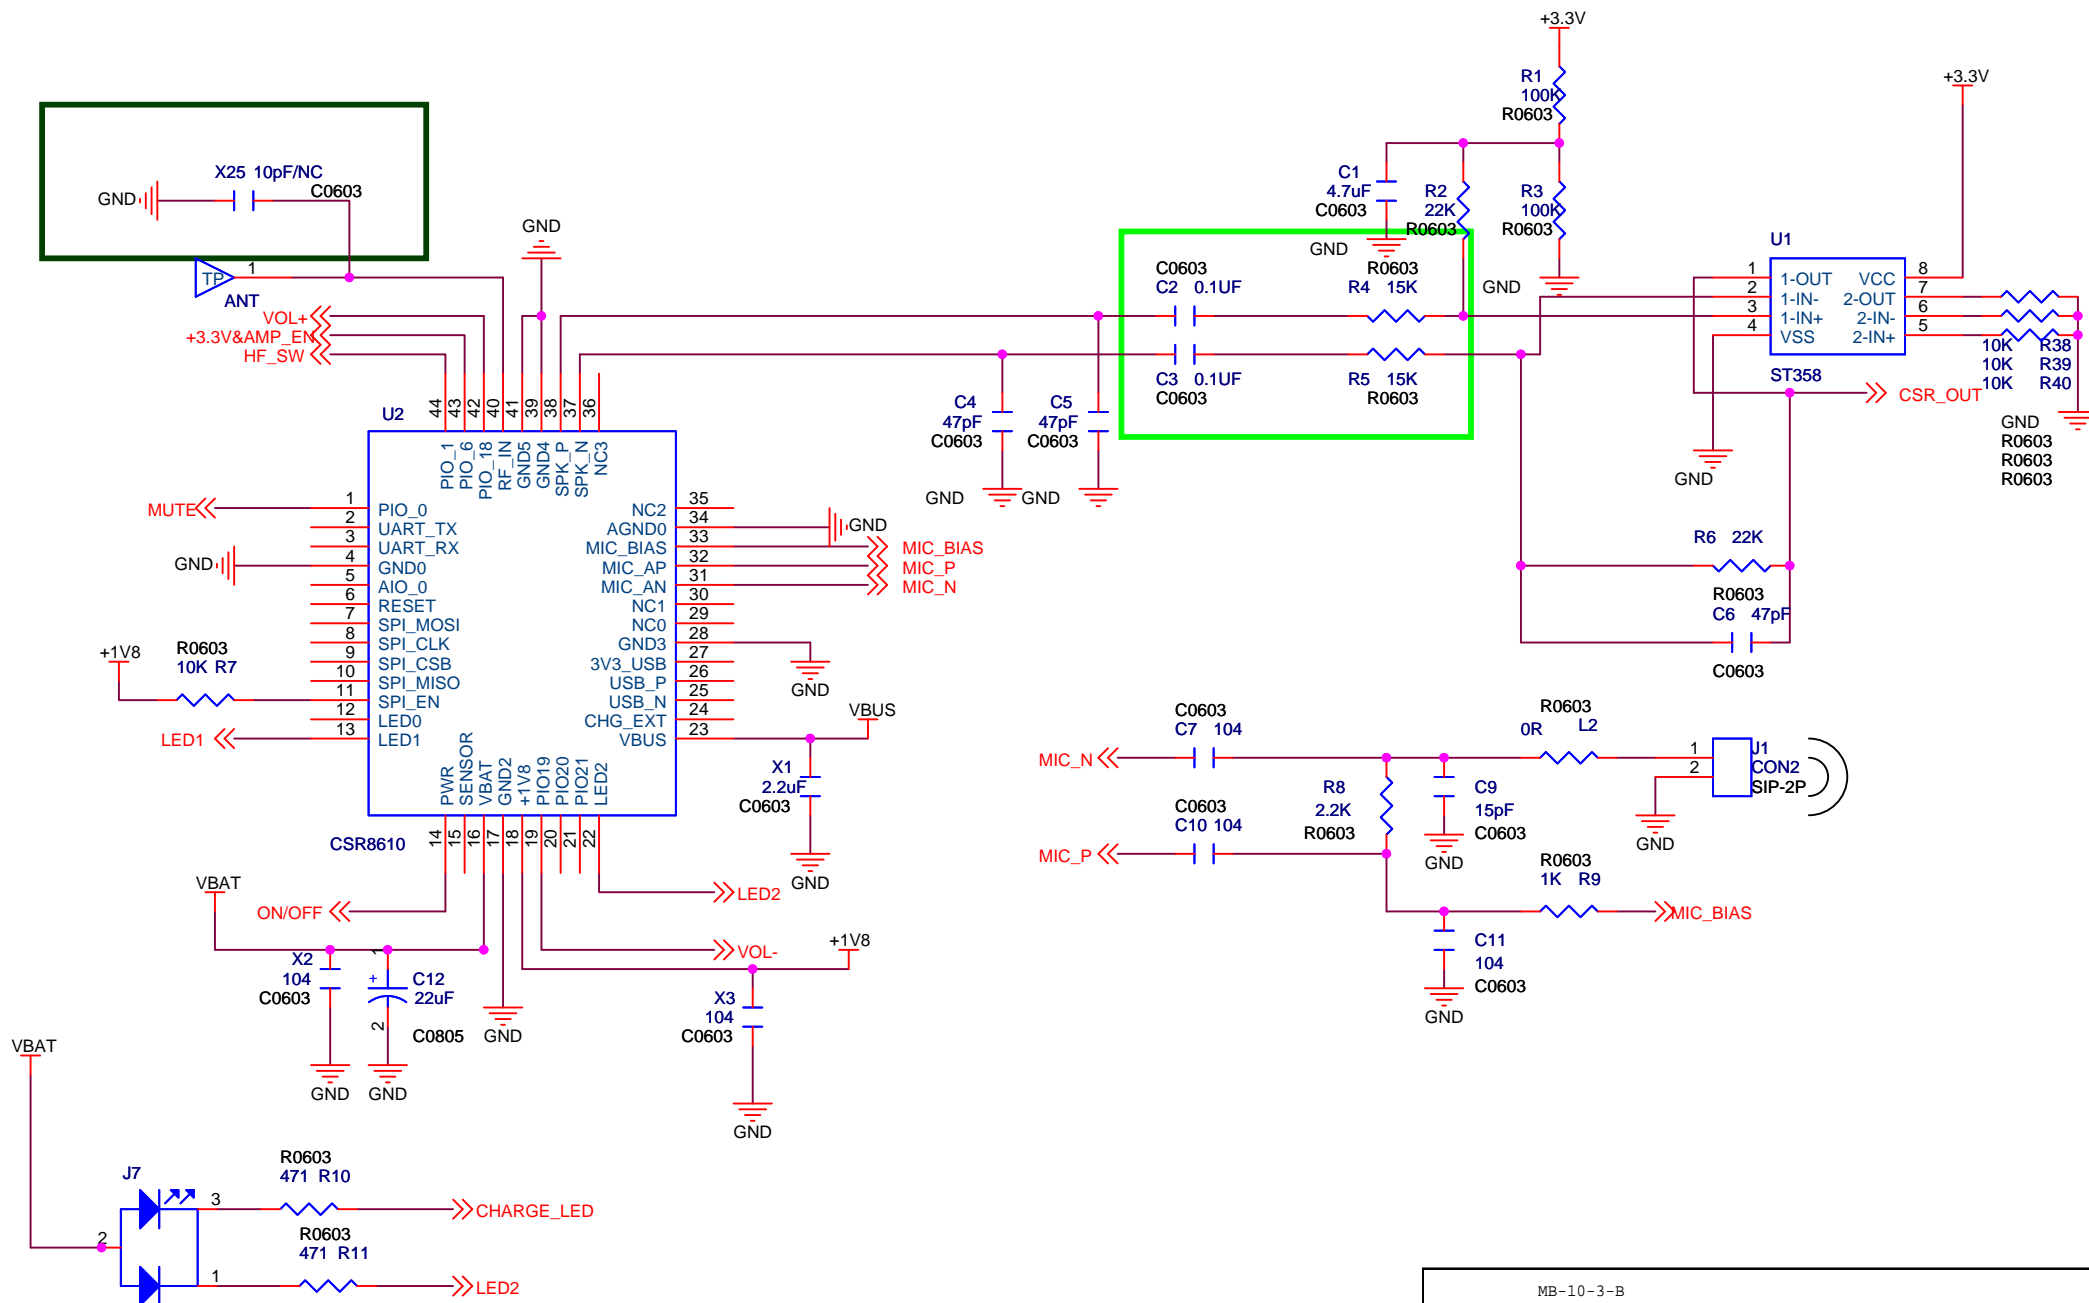 +3.3V
R1
100K
R0603
+3.3V
X25 10pF/NC
C0603
GND
TP
1
ANT
GND
C1
4.7uF
C0603
GND
R2
22K
R0603
R3
100K
R0603
GND
C0603
C2 0.1UF
R0603
R4 15K
C3 0.1UF
C0603
R5 15K
R0603
U1
1 1-OUT VCC 8
2 1-IN- 2-OUT 7
3 1-IN+ 2-IN- 6
4 VSS 2-IN+ 5
ST358
10K R38
10K R39
10K R40
GND
R0603
R0603
R0603
CSR_OUT
GND
VOL+
+3.3V&AMP_EN
HF_SW
U2
44 43 42 40 41 39 38 37 36
PIO_1 PIO_6 PIO_18 RF_IN GND5 GND4 SPK_P SPK_N NC3
C4
47pF
C0603
GND
C5
47pF
C0603
GND
MUTE
GND
1 PIO_0
2 UART_TX
3 UART_RX
4 GND0
5 AIO_0
6 RESET
7 SPI_MOSI
8 SPI_CLK
9 SPI_CSB
10 SPI_MISO
11 SPI_EN
12 LED0
13 LED1
NC2 35
AGND0 34
MIC_BIAS 33
MIC_AP 32
MIC_AN 31
NC1 30
NC0 29
GND3 28
3V3_USB 27
USB_P 26
USB_N 25
CHG_EXT 24
VBUS 23
GND
MIC_BIAS
MIC_P
MIC_N
GND
+1V8
R0603
10K R7
LED1
VBUS
X1
2.2uF
C0603
GND
PWR SENSOR VBAT GND2 +1V8 PIO19 PIO20 PIO21 LED2
14 15 16 17 18 19 20 21 22
CSR8610
R6 22K
R0603
C6 47pF
C0603
C0603
C7 104
MIC_N
C0603
C10 104
MIC_P
R8
2.2K
R0603
C9
15pF
C0603
GND
R0603
0R L2
1
2
J1
CON2
SIP-2P
GND
R0603
1K R9
MIC_BIAS
C11
104
C0603
GND
VBAT
ON/OFF
LED2
VOL-
+1V8
X2
104
C0603
GND
1
+
C12
22uF
2
C0805
GND
GND
X3
104
C0603
GND
VBAT
J7
2
3
R0603
471 R10
CHARGE_LED
R0603
471 R11
1
LED2
MB-10-3-B